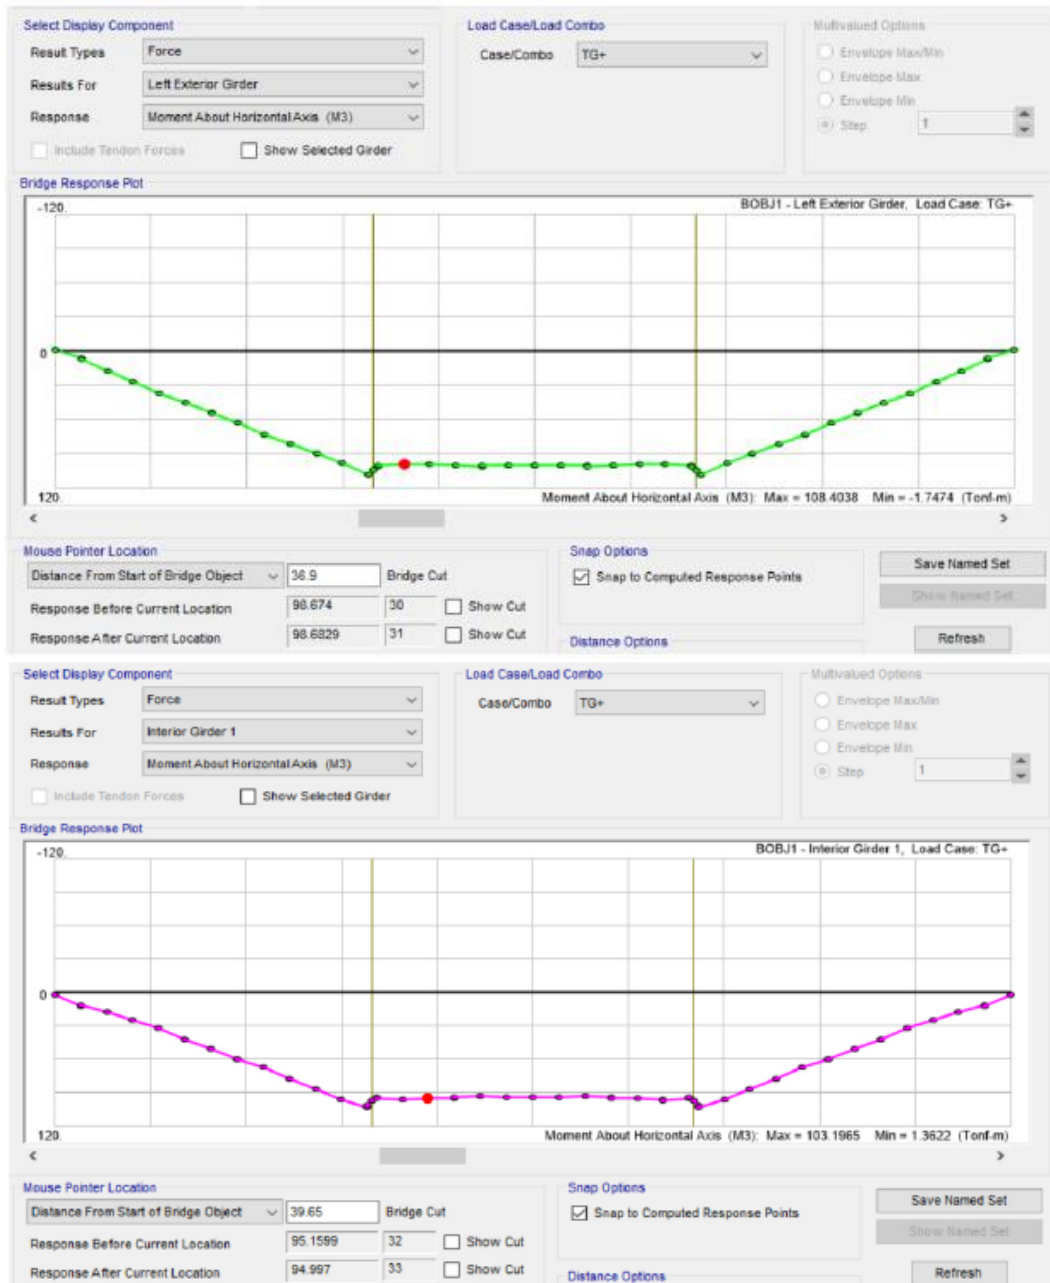 Select Display Component Load Case/Load Combo Multivalued Options
Resut Types Force Case/Combo TG+ Envelope Max/Min
Results For Left Exterior Girder Envelope Max
Envelope Min
Response Moment About Horizontal Axis (M3) Step 1
Include Tendon Forces Show Selected Girder
Bridge Response Plot
-120. BOBJ1 - Left Exterior Girder, Load Case: TG+
0
120. Moment About Horizontal Axis (M3): Max = 108.4038 Min = -1.7474 (Tonf-m)
< >
Mouse Pointer Location Snap Options
Distance From Start of Bridge Object 36.9 Bridge Cut Snap to Computed Response Points Save Named Set
Response Before Current Location 98.674 30 Show Cut Show Named Set
Response After Current Location 98.6829 31 Show Cut Distance Options Refresh
Select Display Component Load Case/Load Combo Multivalued Options
Result Types Force Case/Combo TG+ Envelope Max/Min
Results For Interior Girder 1 Envelope Max
Envelope Min
Response Moment About Horizontal Axis (M3) Step 1
Include Tendon Forces Show Selected Girder
Bridge Response Plot
-120. BOBJ1 - Interior Girder 1, Load Case: TG+
0
120. Moment About Horizontal Axis (M3): Max = 103.1965 Min = 1.3622 (Tonf-m)
< >
Mouse Pointer Location Snap Options
Distance From Start of Bridge Object 39.65 Bridge Cut Snap to Computed Response Points Save Named Set
Response Before Current Location 95.1599 32 Show Cut Show Named Set
Response After Current Location 94.997 33 Show Cut Distance Options Refresh